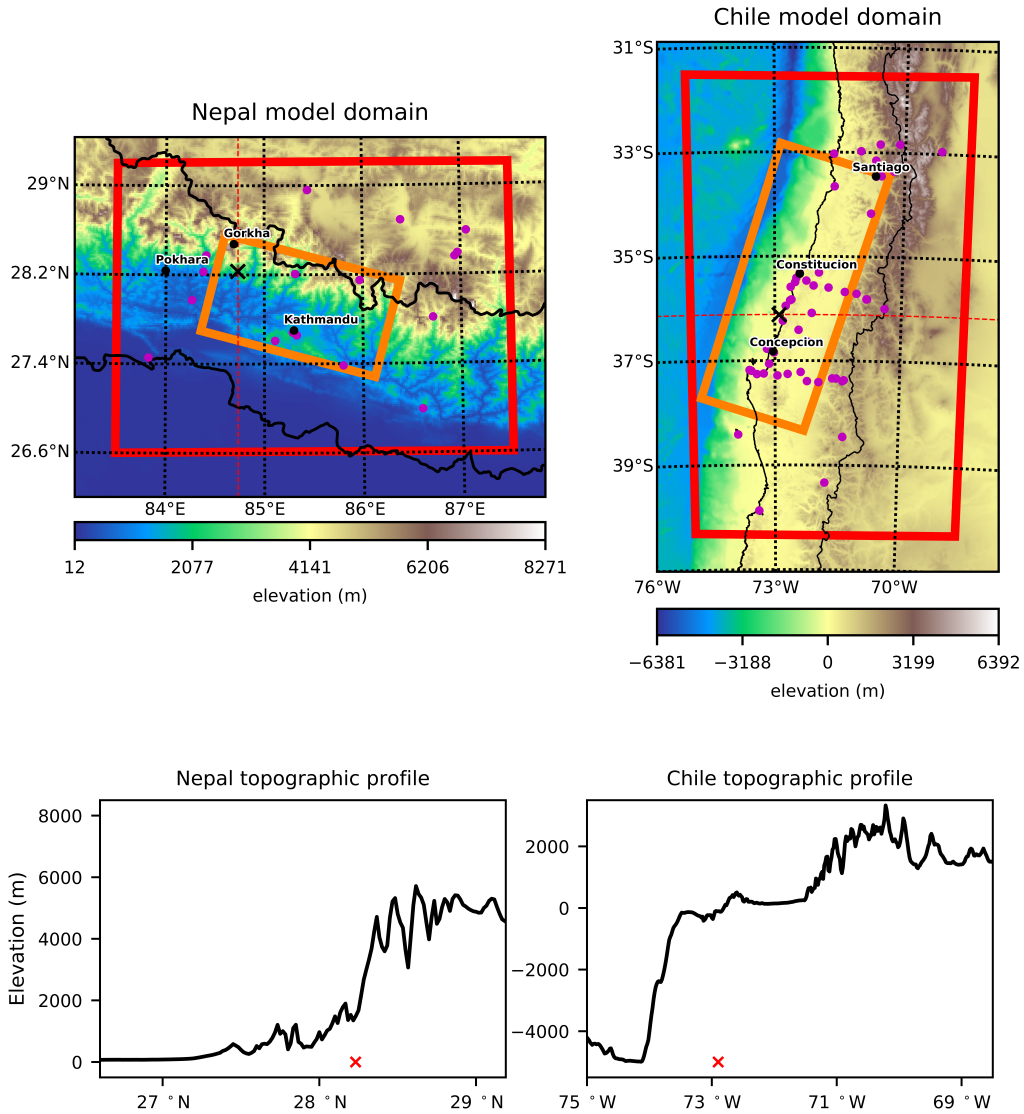 Chile model domain
Nepal model domain
31°S
33°S
35°S
37°S
39°S
76°W
73°W
70°W
Santiago
Constitucion
Concepcion
29°N
28.2°N
27.4°N
26.6°N
84°E
85°E
86°E
87°E
Gorkha
Pokhara
Kathmandu
12 2077 4141 6206 8271
elevation (m)
−6381 −3188 0 3199 6392
elevation (m)
Nepal topographic profile
Chile topographic profile
Elevation (m)
8000
6000
4000
2000
0
27 °N 28 °N 29 °N
2000
0
−2000
−4000
75 °W 73 °W 71 °W 69 °W